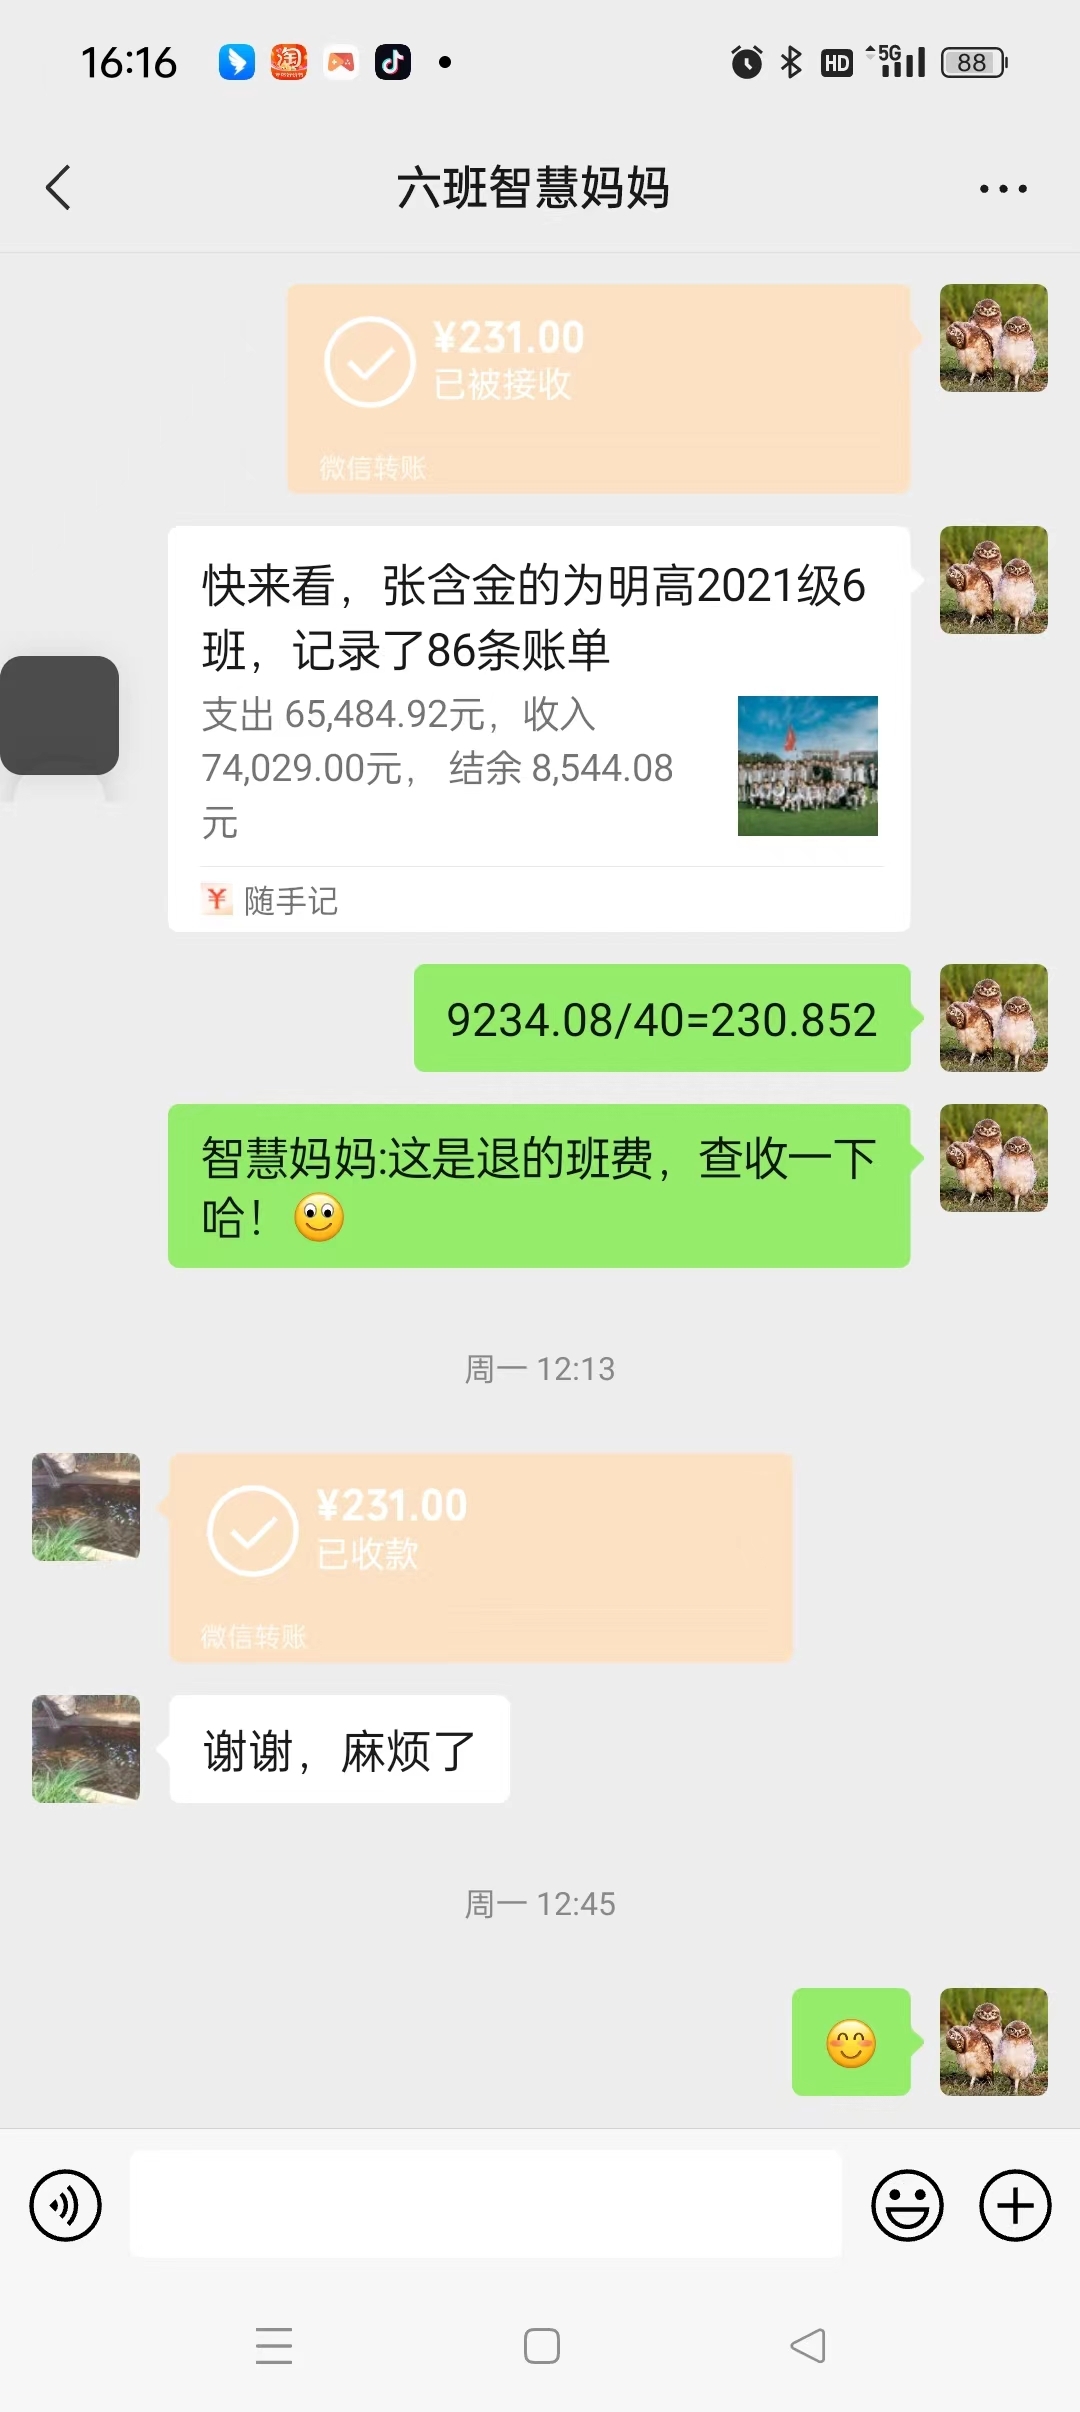 16:16
淘
HD
5G
88
六班智慧妈妈
¥231.00
已被接收
微信转账
快来看，张含金的为明高2021级6
班，记录了86条账单
支出 65,484.92元，收入
74,029.00元， 结余 8,544.08
元
¥ 随手记
9234.08/40=230.852
智慧妈妈:这是退的班费，查收一下
哈！
周一 12:13
¥231.00
已收款
微信转账
谢谢，麻烦了
周一 12:45